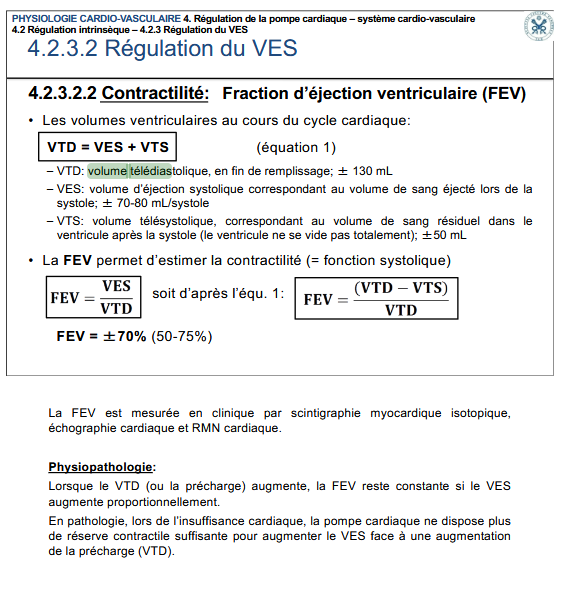 PHYSIOLOGIE CARDIO-VASCULAIRE 4. Régulation de la pompe cardiaque – système cardio-vasculaire
4.2 Régulation intrinsèque – 4.2.3 Régulation du VES
4.2.3.2 Régulation du VES
4.2.3.2.2 Contractilité: Fraction d'éjection ventriculaire (FEV)
• Les volumes ventriculaires au cours du cycle cardiaque:
VTD = VES + VTS (équation 1)
– VTD: volume télédiastolique, en fin de remplissage; ± 130 mL
– VES: volume d'éjection systolique correspondant au volume de sang éjecté lors de la
systole; ± 70-80 mL/systole
– VTS: volume télésystolique, correspondant au volume de sang résiduel dans le
ventricule après la systole (le ventricule ne se vide pas totalement); ±50 mL
• La FEV permet d'estimer la contractilité (= fonction systolique)
FEV = VES / VTD soit d'après l'équ. 1: FEV = (VTD − VTS) / VTD
FEV = ±70% (50-75%)
La FEV est mesurée en clinique par scintigraphie myocardique isotopique,
échographie cardiaque et RMN cardiaque.
Physiopathologie:
Lorsque le VTD (ou la précharge) augmente, la FEV reste constante si le VES
augmente proportionnellement.
En pathologie, lors de l'insuffisance cardiaque, la pompe cardiaque ne dispose plus
de réserve contractile suffisante pour augmenter le VES face à une augmentation
de la précharge (VTD).